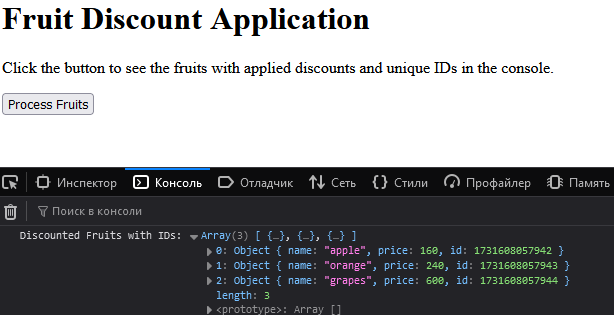 Fruit Discount Application
Click the button to see the fruits with applied discounts and unique IDs in the console.
Process Fruits
Инспектор Консоль Отладчик Сеть {} Стили Профайлер Память
Поиск в консоли
Discounted Fruits with IDs: Array(3) [ {…}, {…}, {…} ]
0: Object { name: "apple", price: 160, id: 1731608057942 }
1: Object { name: "orange", price: 240, id: 1731608057943 }
2: Object { name: "grapes", price: 600, id: 1731608057944 }
length: 3
<prototype>: Array []